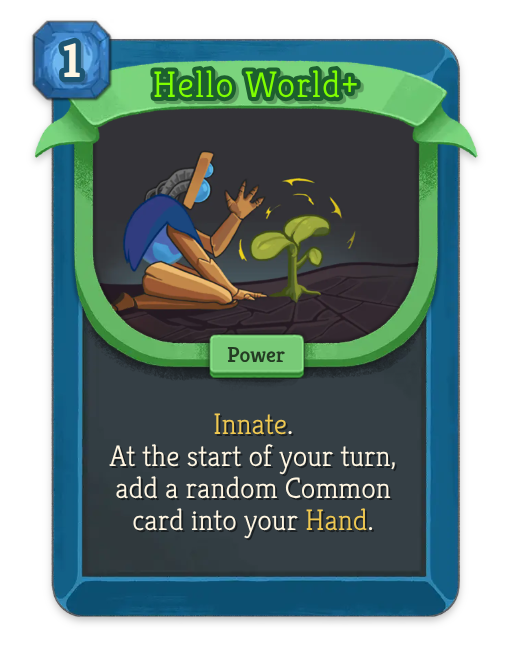 1
Hello World+
Power
Innate.
At the start of your turn,
add a random Common
card into your Hand.